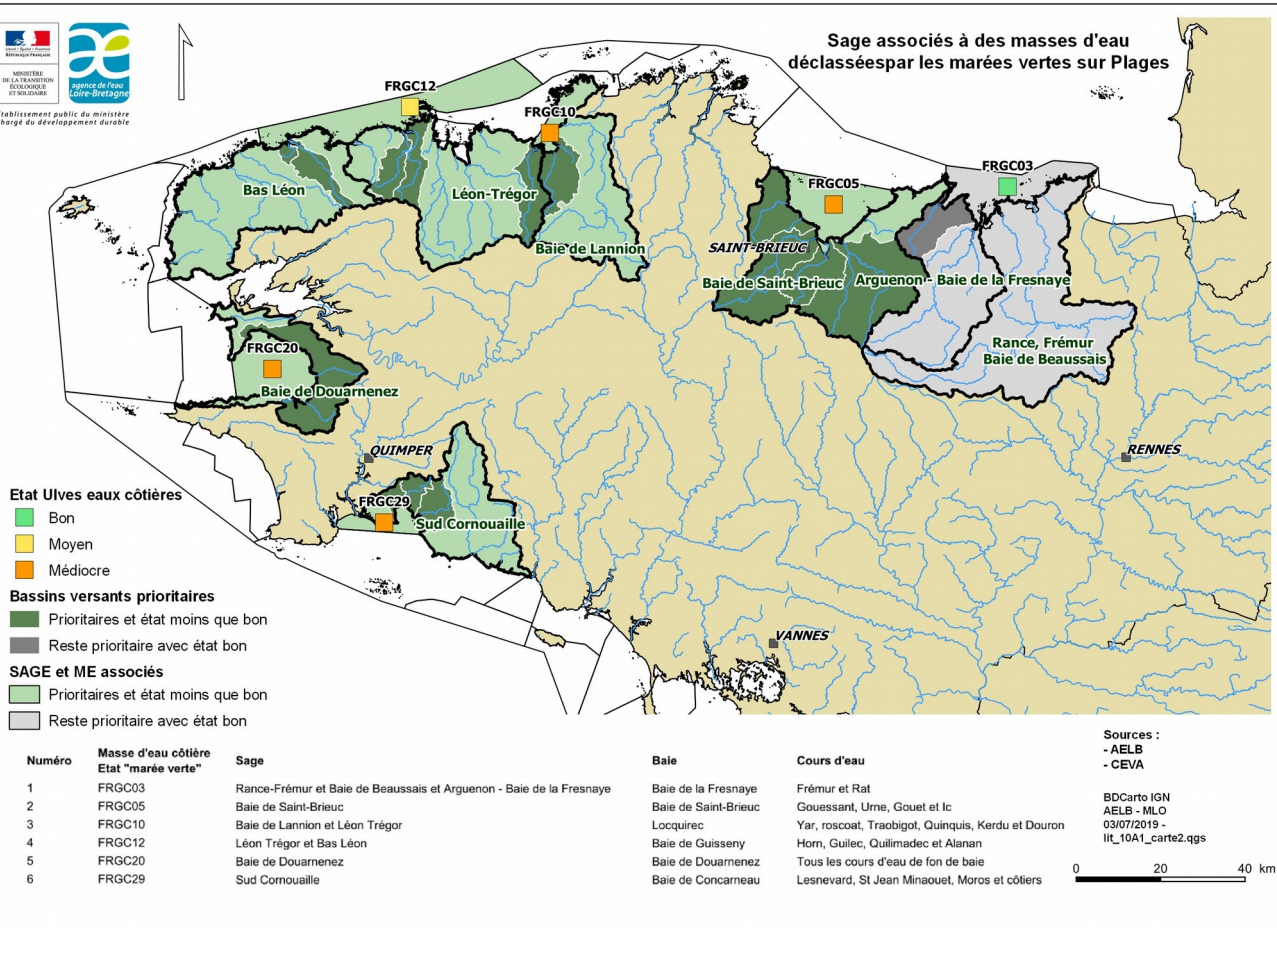 Sage associés à des masses d'eau
déclasséespar les marées vertes sur Plages
RÉPUBLIQUE FRANÇAISE
MINISTÈRE
DE LA TRANSITION
ÉCOLOGIQUE
ET SOLIDAIRE
agence de l'eau
Loire-Bretagne
établissement public du ministère
chargé du développement durable
FRGC12
FRGC10
FRGC03
FRGC05
Bas Léon
Léon-Trégor
Baie de Lannion
SAINT-BRIEUC
Baie de Saint-Brieuc
Arguenon - Baie de la Fresnaye
Rance, Frémur
Baie de Beaussais
FRGC20
Baie de Douarnenez
QUIMPER
RENNES
FRGC29
Sud Cornouaille
VANNES
Etat Ulves eaux côtières
Bon
Moyen
Médiocre
Bassins versants prioritaires
Prioritaires et état moins que bon
Reste prioritaire avec état bon
SAGE et ME associés
Prioritaires et état moins que bon
Reste prioritaire avec état bon
Numéro Masse d'eau côtière Etat "marée verte" Sage Baie Cours d'eau
1 FRGC03 Rance-Frémur et Baie de Beaussais et Arguenon - Baie de la Fresnaye Baie de la Fresnaye Frémur et Rat
2 FRGC05 Baie de Saint-Brieuc Baie de Saint-Brieuc Gouessant, Urne, Gouet et Ic
3 FRGC10 Baie de Lannion et Léon Trégor Locquirec Yar, roscoat, Traobigot, Quinquis, Kerdu et Douron
4 FRGC12 Léon Trégor et Bas Léon Baie de Guisseny Horn, Guilec, Quilimadec et Alanan
5 FRGC20 Baie de Douarnenez Baie de Douarnenez Tous les cours d'eau de fon de baie
6 FRGC29 Sud Cornouaille Baie de Concarneau Lesnevard, St Jean Minaouet, Moros et côtiers
Sources :
- AELB
- CEVA
BDCarto IGN
AELB - MLO
03/07/2019 -
lit_10A1_carte2.qgs
0 20 40 km